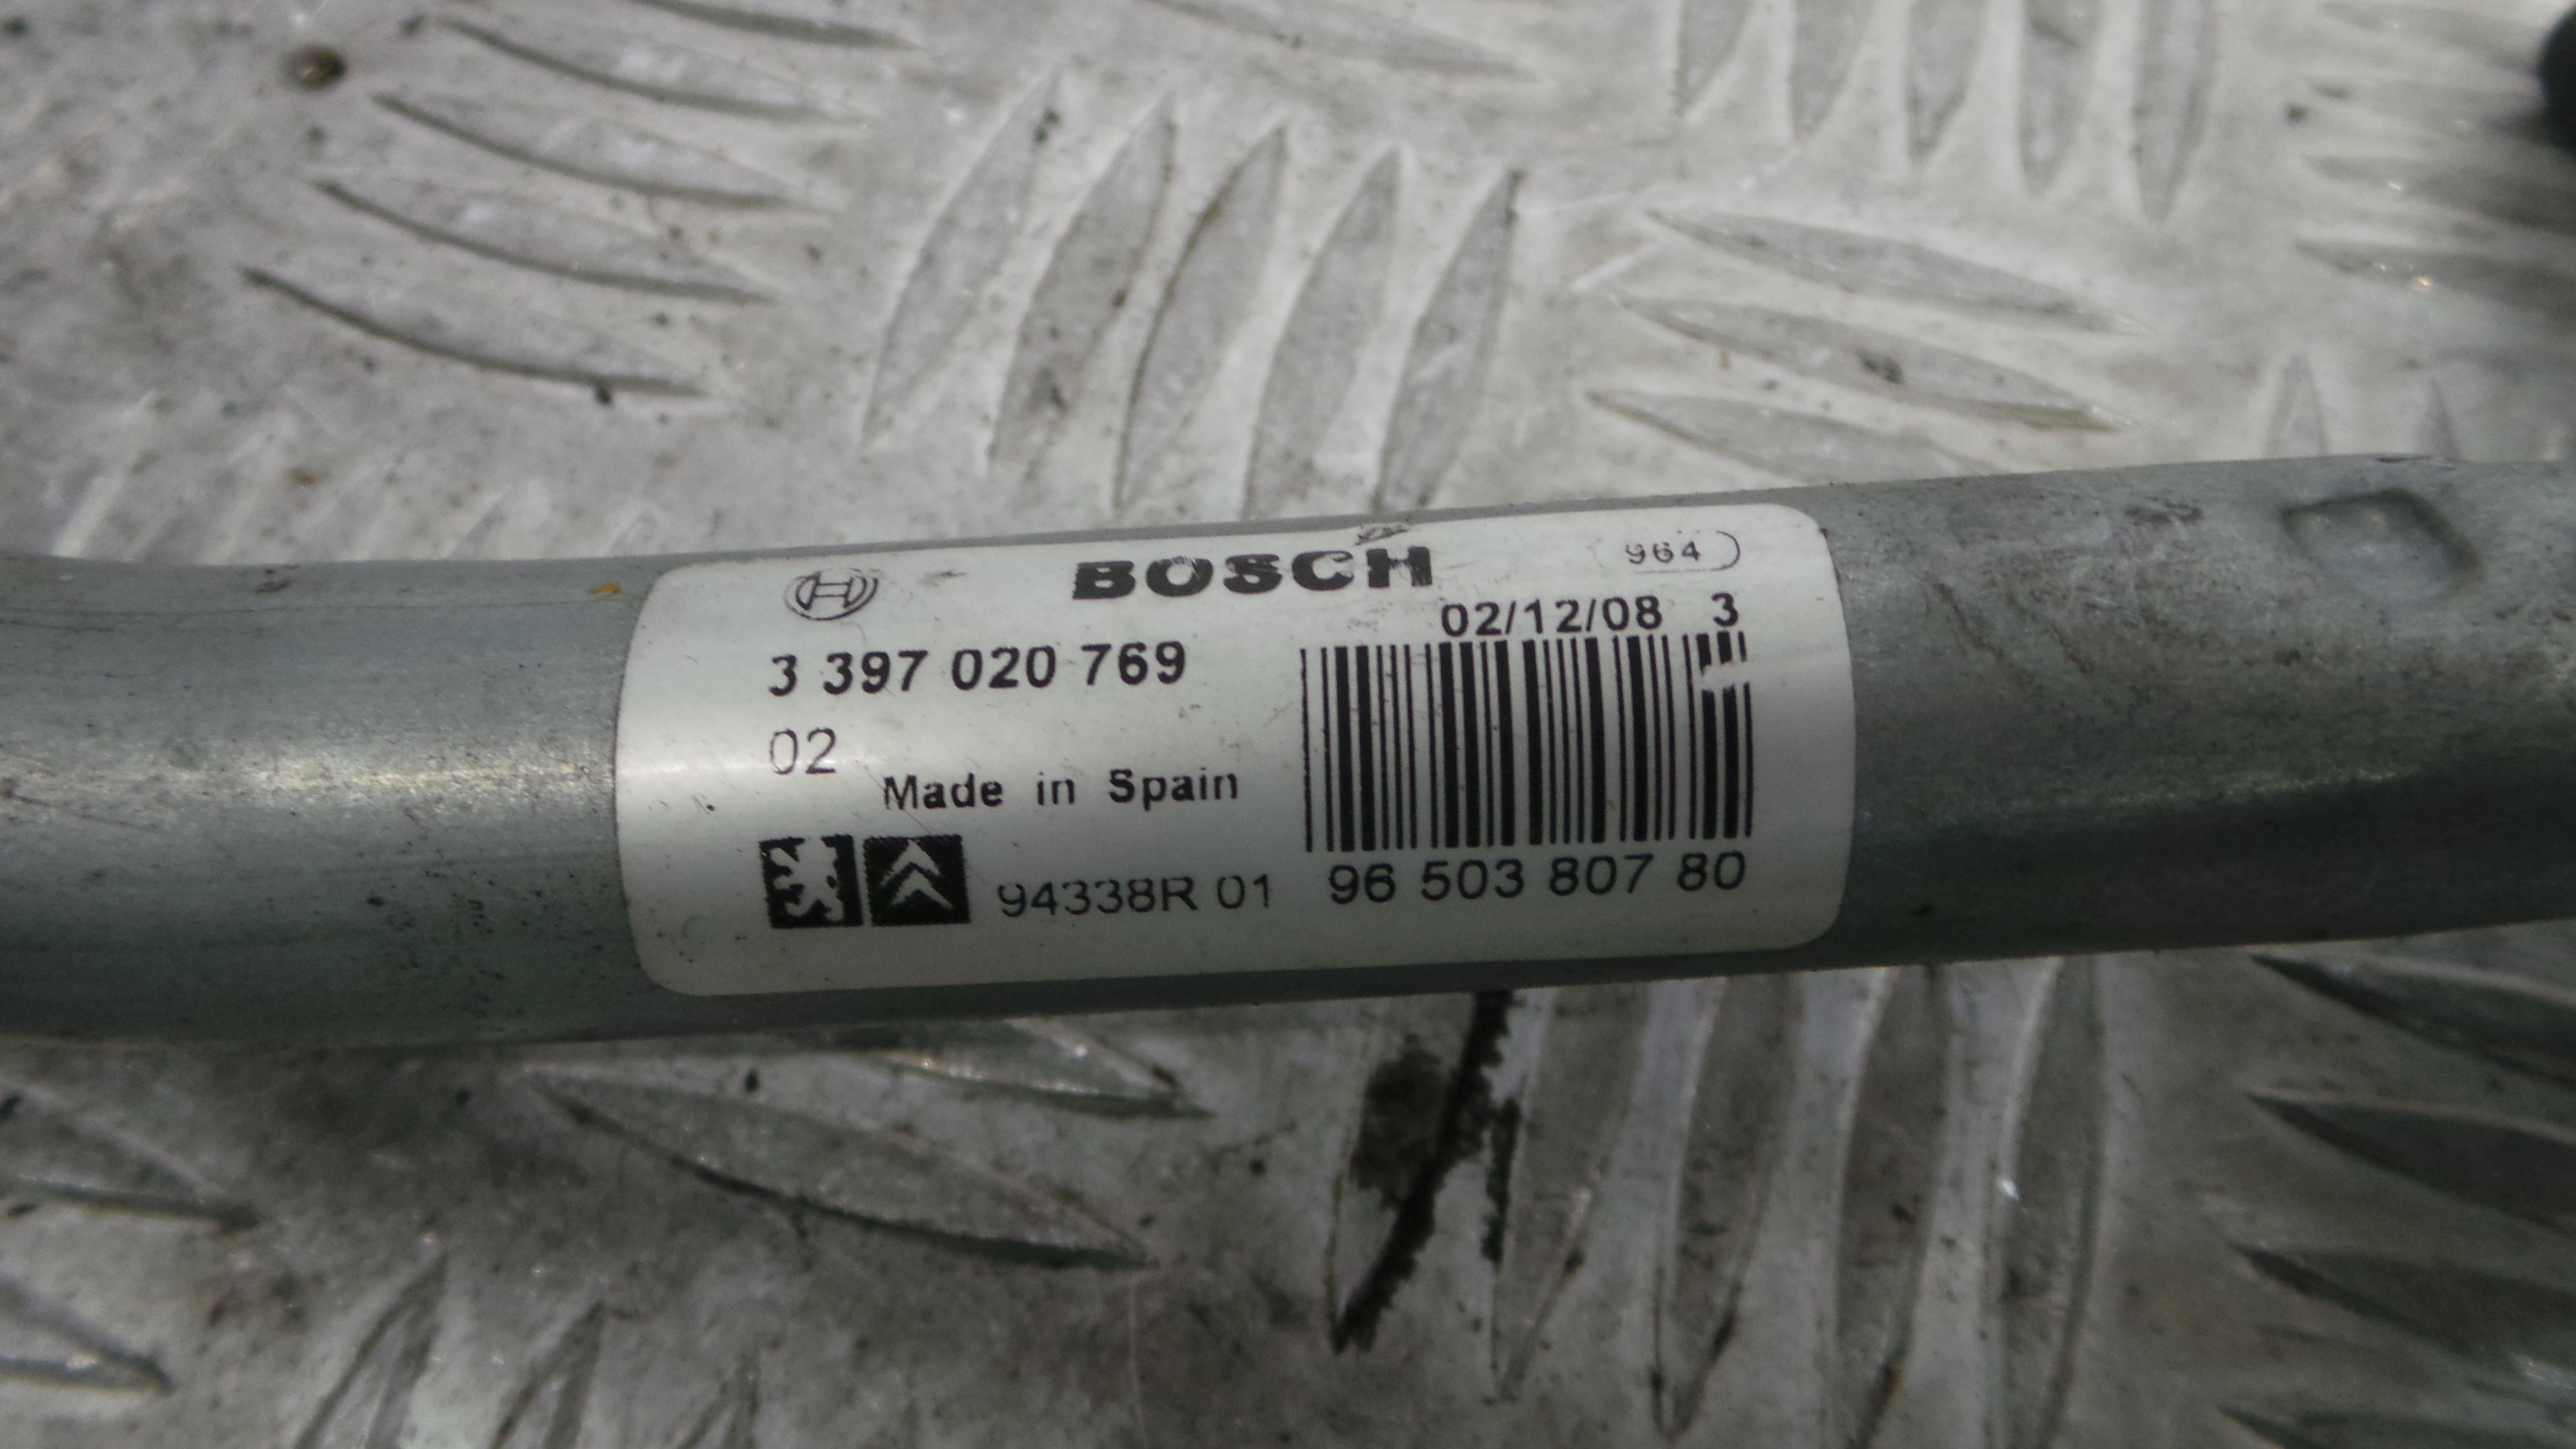 BOSCH 964
02/12/08 3
3 397 020 769
02
Made in Spain
94338R 01 96 503 807 80